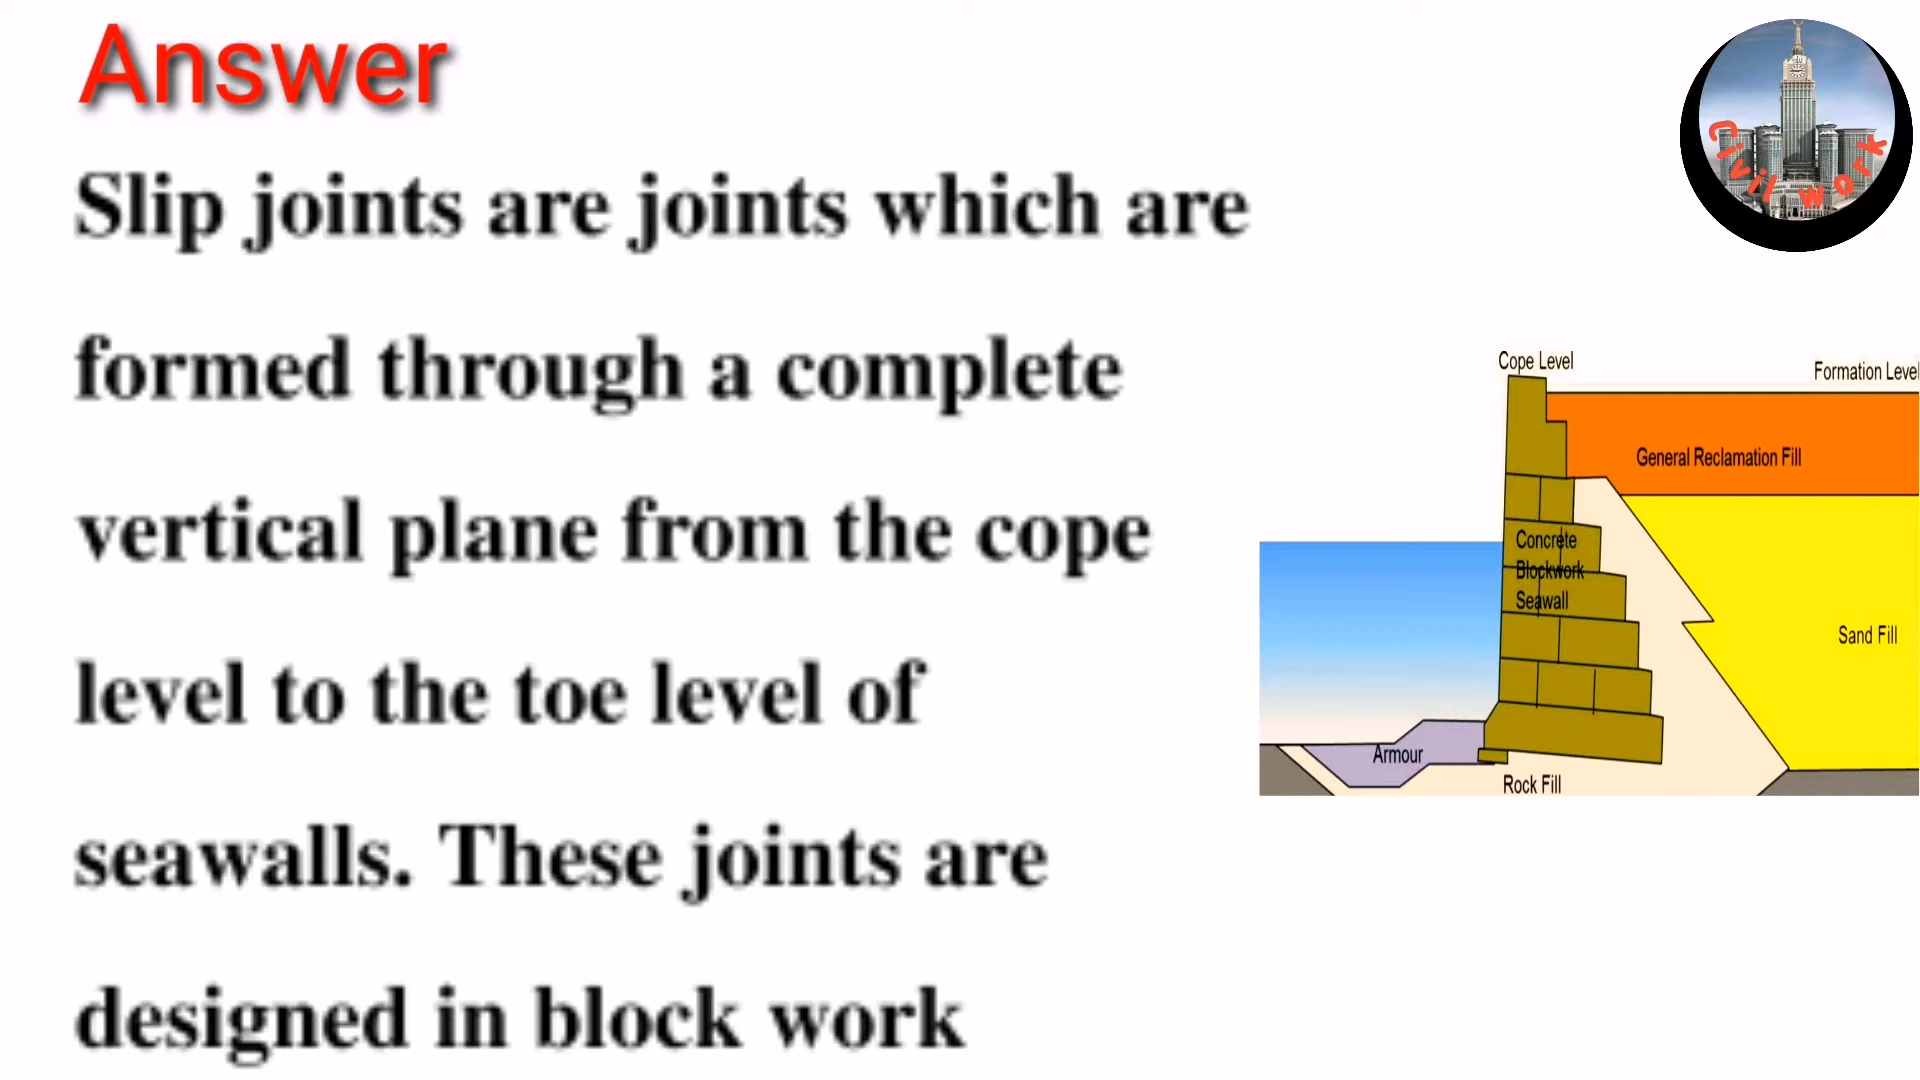 Answer
Civil work
Slip joints are joints which are
formed through a complete
vertical plane from the cope
level to the toe level of
seawalls. These joints are
designed in block work
Cope Level
Formation Level
General Reclamation Fill
Concrete
Blockwork
Seawall
Sand Fill
Armour
Rock Fill